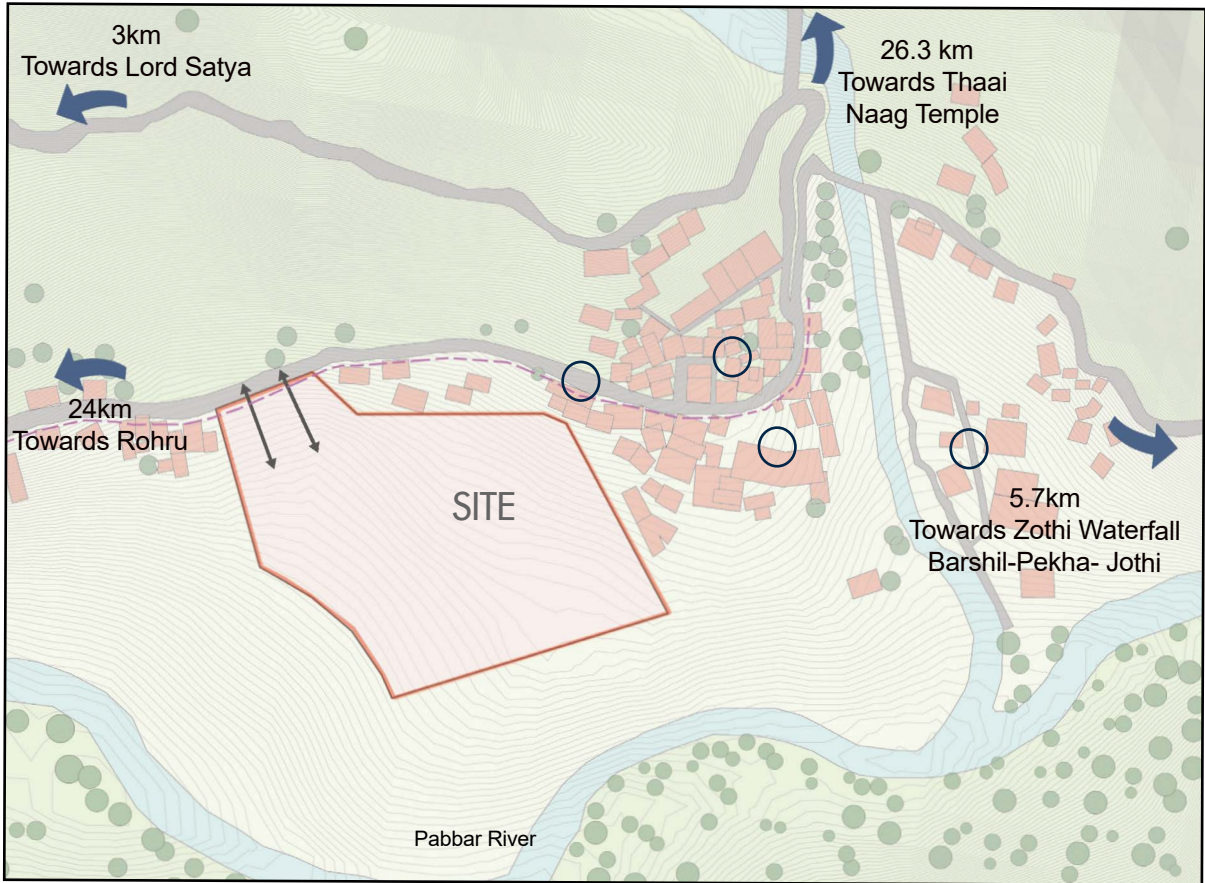 3km
Towards Lord Satya
26.3 km
Towards Thaai
Naag Temple
24km
Towards Rohru
SITE
5.7km
Towards Zothi Waterfall
Barshil-Pekha- Jothi
Pabbar River